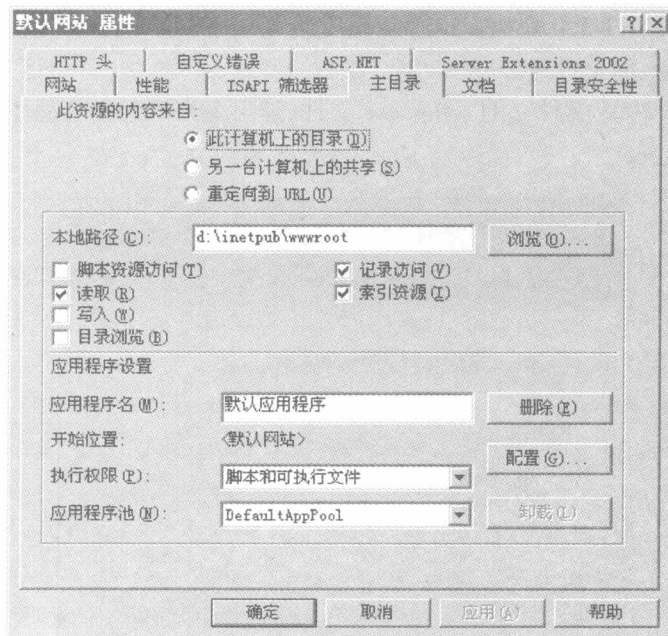 默认网站 属性
HTTP 头 自定义错误 ASP.NET Server Extensions 2002
网站 性能 ISAPI 筛选器 主目录 文档 目录安全性
此资源的内容来自:
此计算机上的目录(D)
另一台计算机上的共享(S)
重定向到 URL(U)
本地路径(C): d:\inetpub\wwwroot 浏览(O)...
脚本资源访问(T) 记录访问(V)
读取(R) 索引资源(I)
写入(W)
目录浏览(B)
应用程序设置
应用程序名(M): 默认应用程序 删除(E)
开始位置: <默认网站>
配置(G)...
执行权限(P): 脚本和可执行文件
应用程序池(N): DefaultAppPool 卸载(L)
确定 取消 应用(A) 帮助